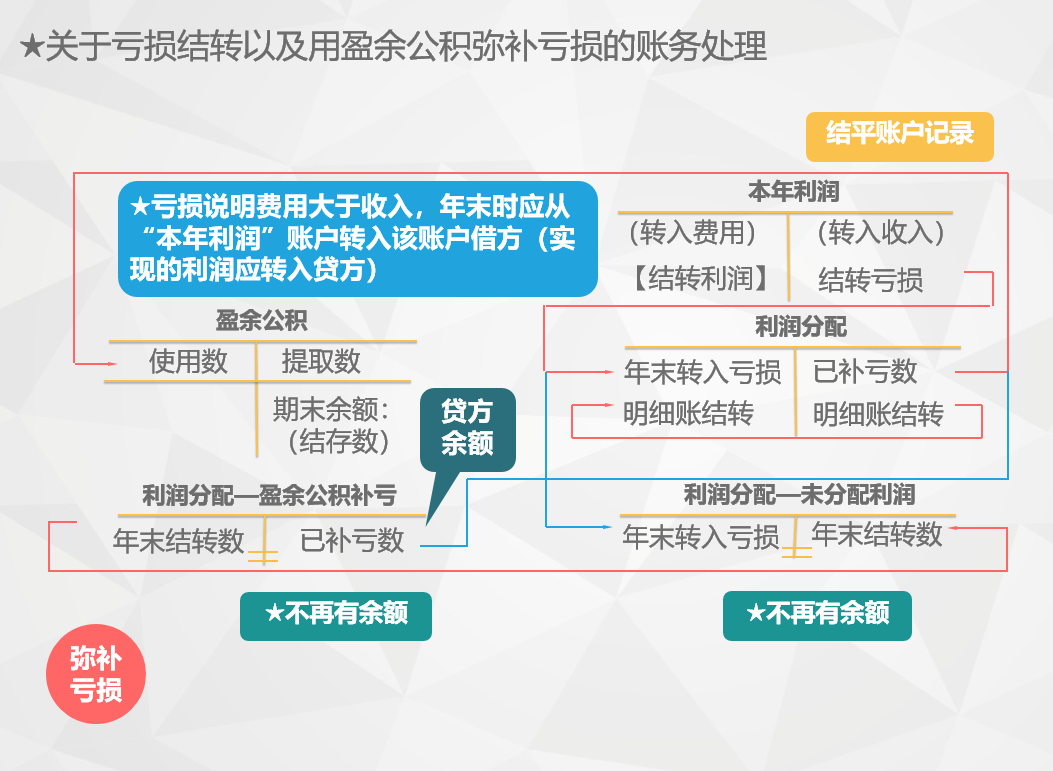 ★关于亏损结转以及用盈余公积弥补亏损的账务处理
结平账户记录
★亏损说明费用大于收入，年末时应从
“本年利润”账户转入该账户借方（实
现的利润应转入贷方）
本年利润
（转入费用）
（转入收入）
【结转利润】
结转亏损
盈余公积
使用数
提取数
期末余额：
（结存数）
利润分配
年末转入亏损
已补亏数
明细账结转
明细账结转
贷方
余额
利润分配—盈余公积补亏
年末结转数
已补亏数
利润分配—未分配利润
年末转入亏损
年末结转数
★不再有余额
★不再有余额
弥补
亏损